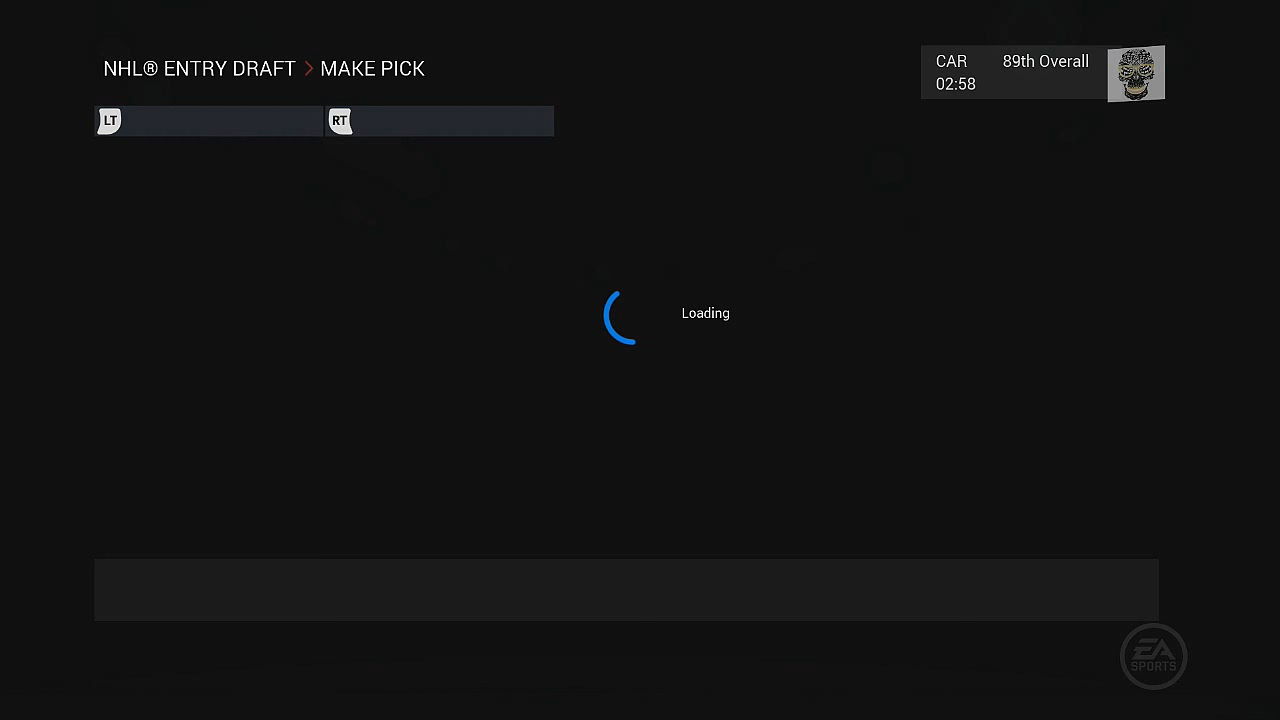 NHL® ENTRY DRAFT > MAKE PICK
CAR 89th Overall
02:58
LT RT
Loading
EA
SPORTS